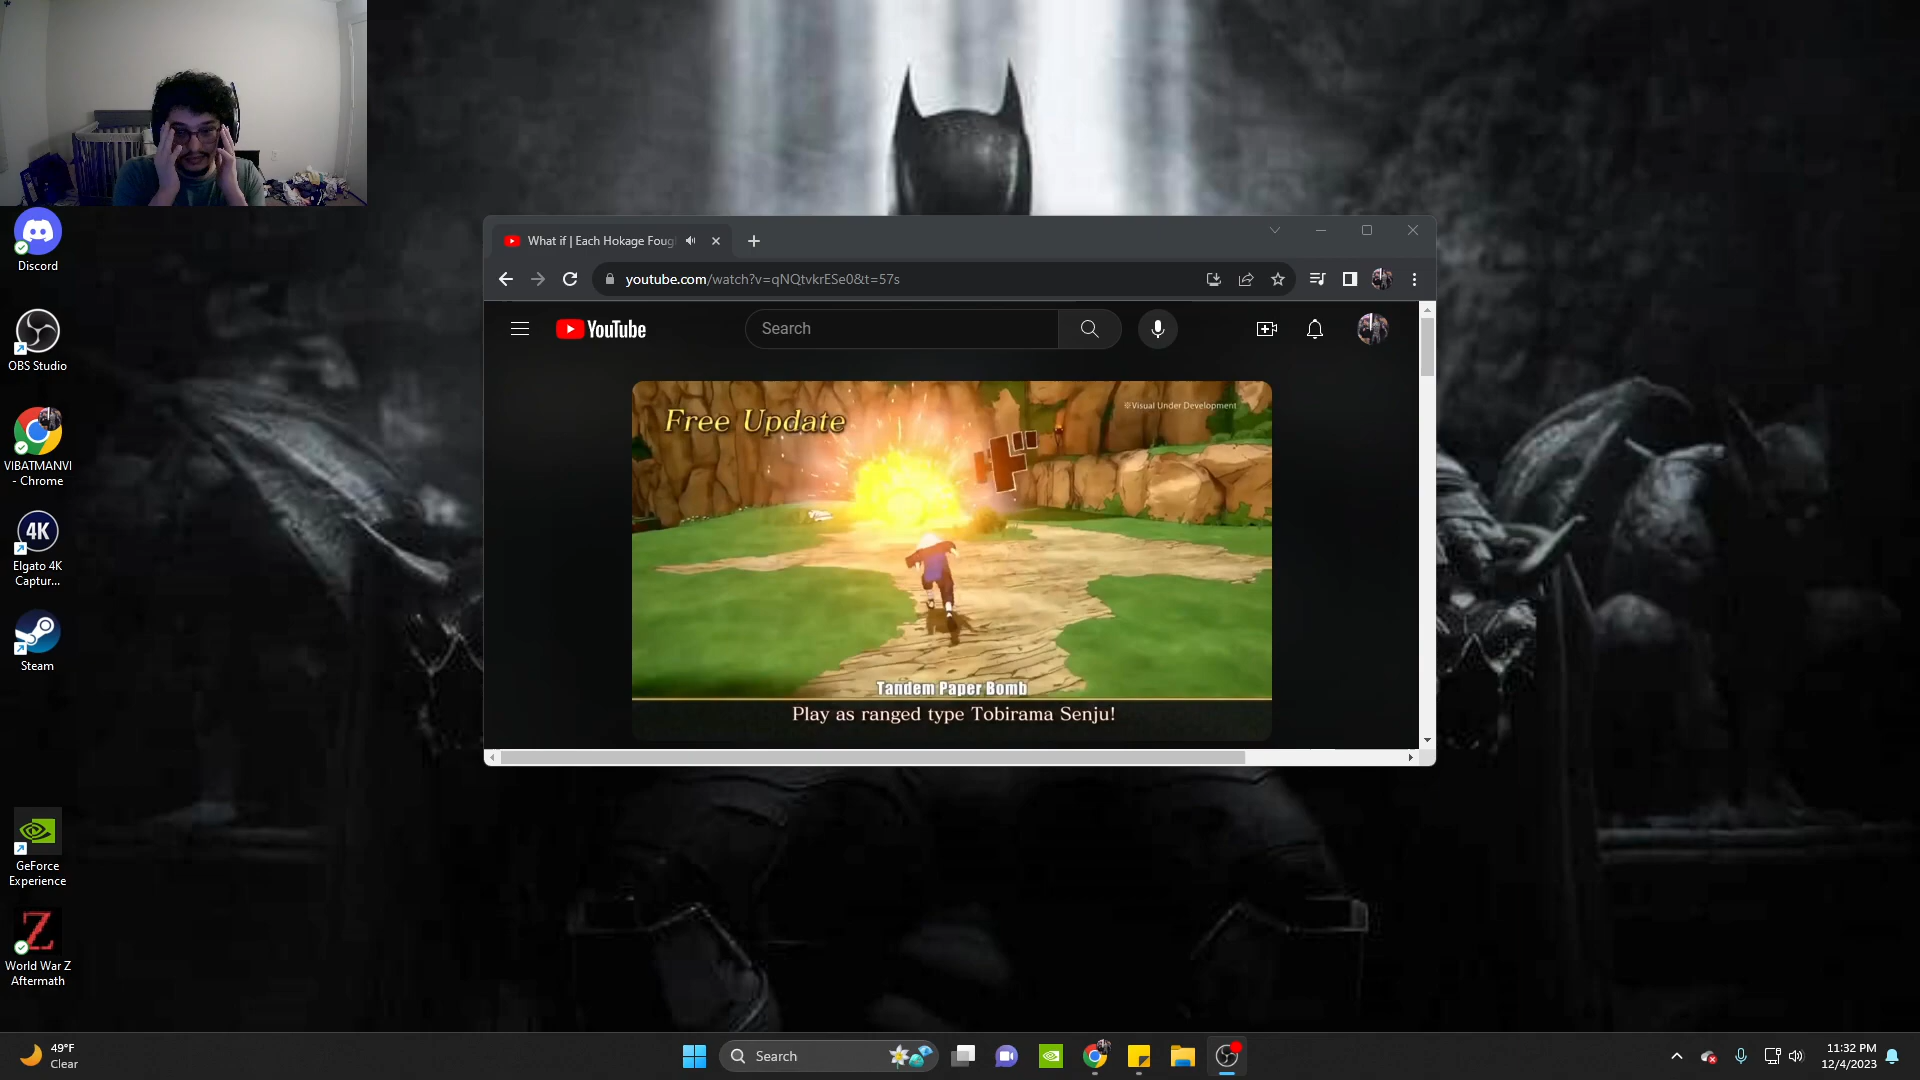 Discord
OBS Studio
VIBATMANVI
- Chrome
4K
Elgato 4K
Captur...
Steam
GeForce
Experience
Z
World War Z
Aftermath
What if | Each Hokage Foug
youtube.com/watch?v=qNQtvkrESe0&t=57s
YouTube
Search
Free Update
※Visual Under Development
Tandem Paper Bomb
Play as ranged type Tobirama Senju!
49°F
Clear
Search
11:32 PM
12/4/2023